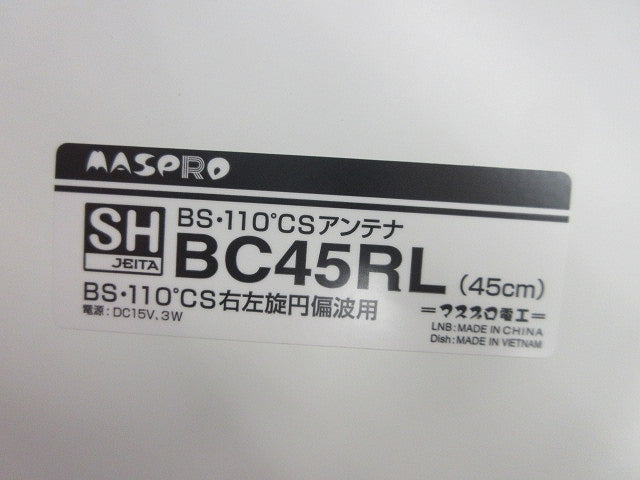 MASPRO
SH
JEITA
BS・110°CSアンテナ
BC45RL (45cm)
BS・110°CS右左旋円偏波用
電源:DC15V、3W
=マスプロ電工=
LNB:MADE IN CHINA
Dish:MADE IN VIETNAM